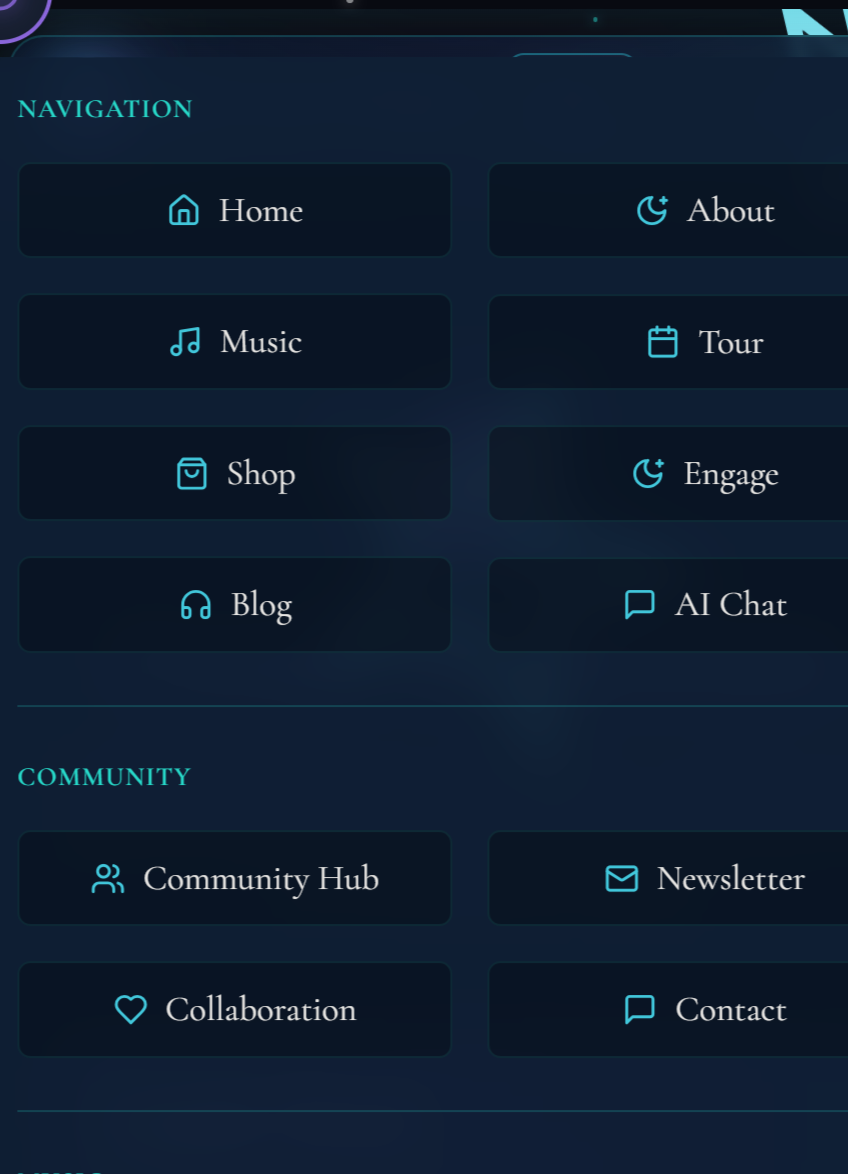 NAVIGATION
Home
About
Music
Tour
Shop
Engage
Blog
AI Chat
COMMUNITY
Community Hub
Newsletter
Collaboration
Contact